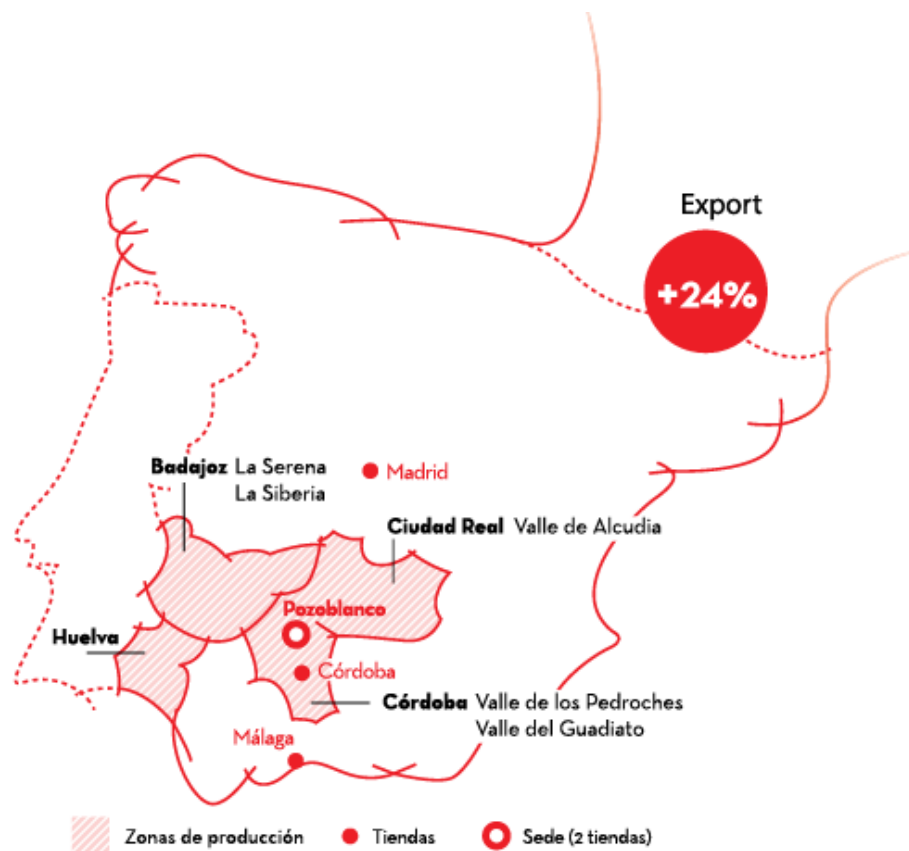 Export
+24%
Badajoz La Serena
La Siberia
Madrid
Ciudad Real Valle de Alcudia
Pozoblanco
Huelva
Córdoba
Córdoba Valle de los Pedroches
Valle del Guadiato
Málaga
Zonas de producción
Tiendas
Sede (2 tiendas)